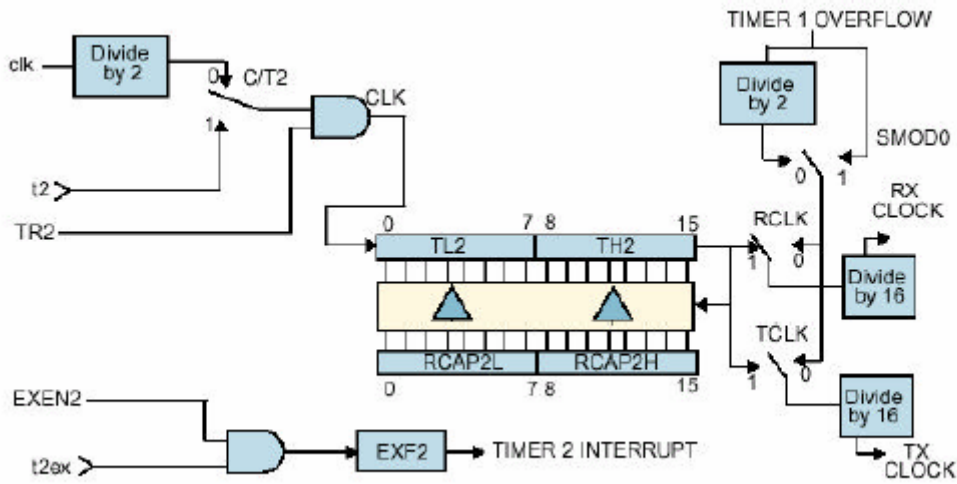 TIMER 1 OVERFLOW
clk
Divide
by 2
0
C/T2
CLK
1
t2
TR2
Divide
by 2
SMOD0
0
1
RX
CLOCK
RCLK
1
0
Divide
by 16
0
7
8
15
TL2
TH2
RCAP2L
RCAP2H
0
7
8
15
TCLK
1
0
Divide
by 16
TX
CLOCK
EXEN2
t2ex
EXF2
TIMER 2 INTERRUPT